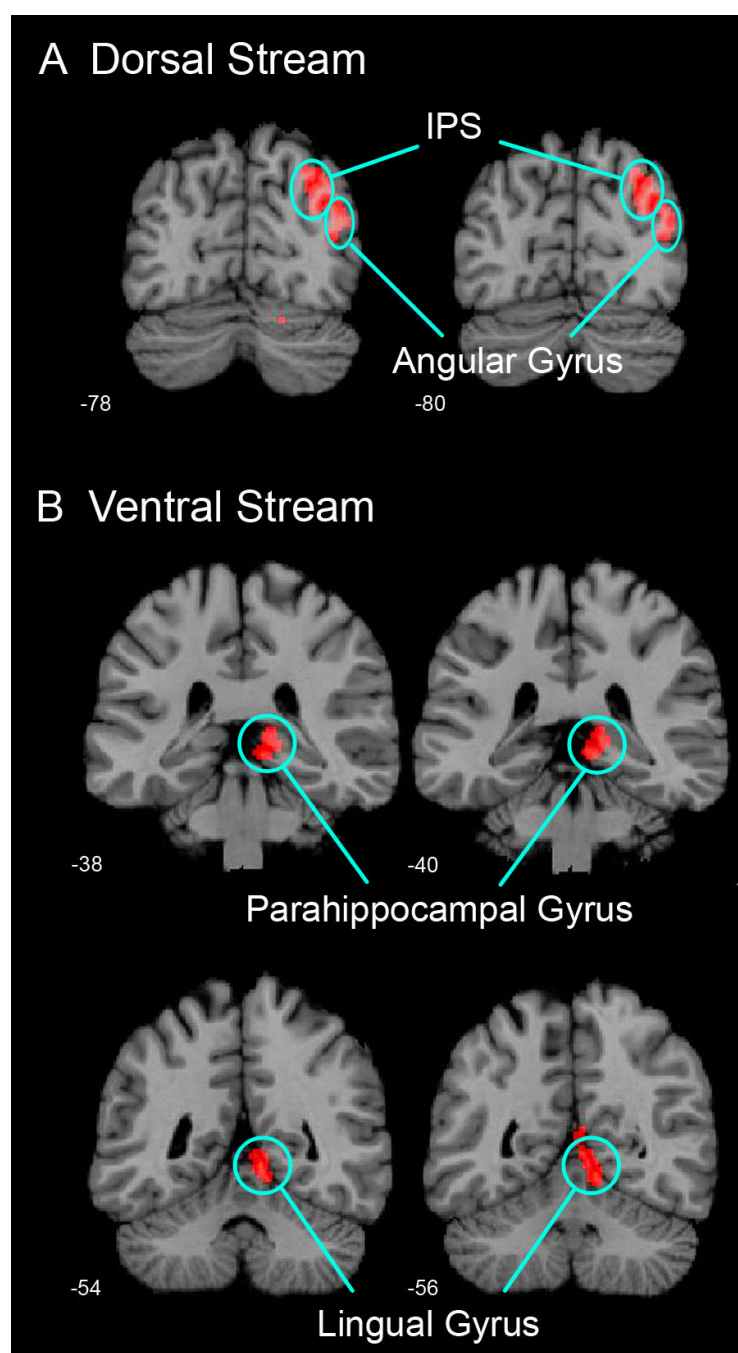 A Dorsal Stream
IPS
Angular Gyrus
-78
-80
B Ventral Stream
-38
-40
Parahippocampal Gyrus
-54
-56
Lingual Gyrus